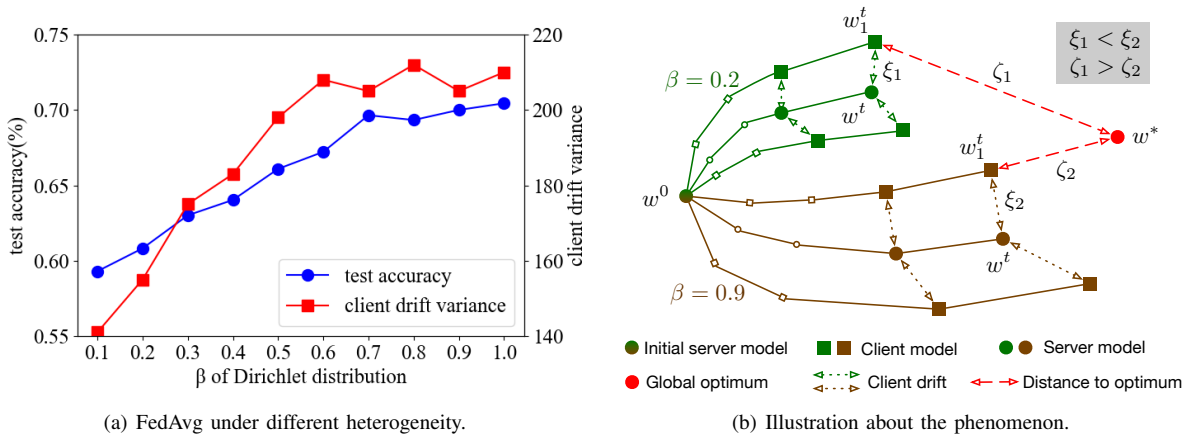 0.75
0.70
0.65
0.60
0.55
test accuracy(%)
220
200
180
160
140
client drift variance
test accuracy
client drift variance
0.1 0.2 0.3 0.4 0.5 0.6 0.7 0.8 0.9 1.0
β of Dirichlet distribution
(a) FedAvg under different heterogeneity.
w_1^t
ξ_1 < ξ_2
ζ_1 > ζ_2
β = 0.2
ξ_1
ζ_1
w^t
w^*
w_1^t
ζ_2
w^0
ξ_2
w^t
β = 0.9
Initial server model Client model Server model
Global optimum Client drift Distance to optimum
(b) Illustration about the phenomenon.